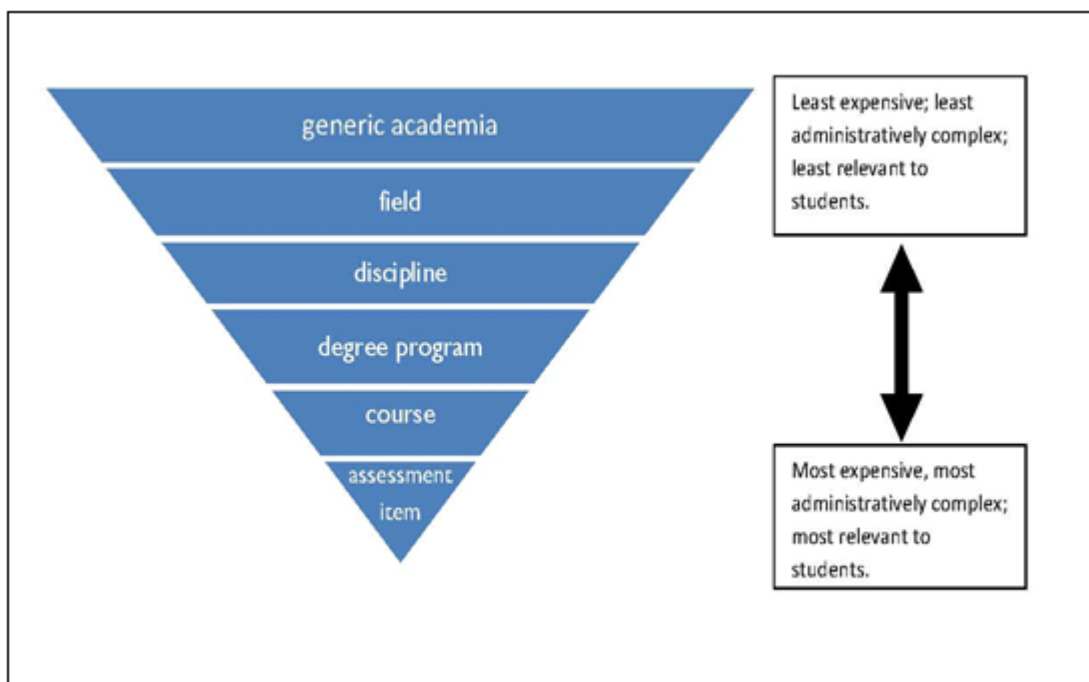 generic academia
field
discipline
degree program
course
assessment
item
Least expensive; least
administratively complex;
least relevant to
students.
Most expensive, most
administratively complex;
most relevant to
students.